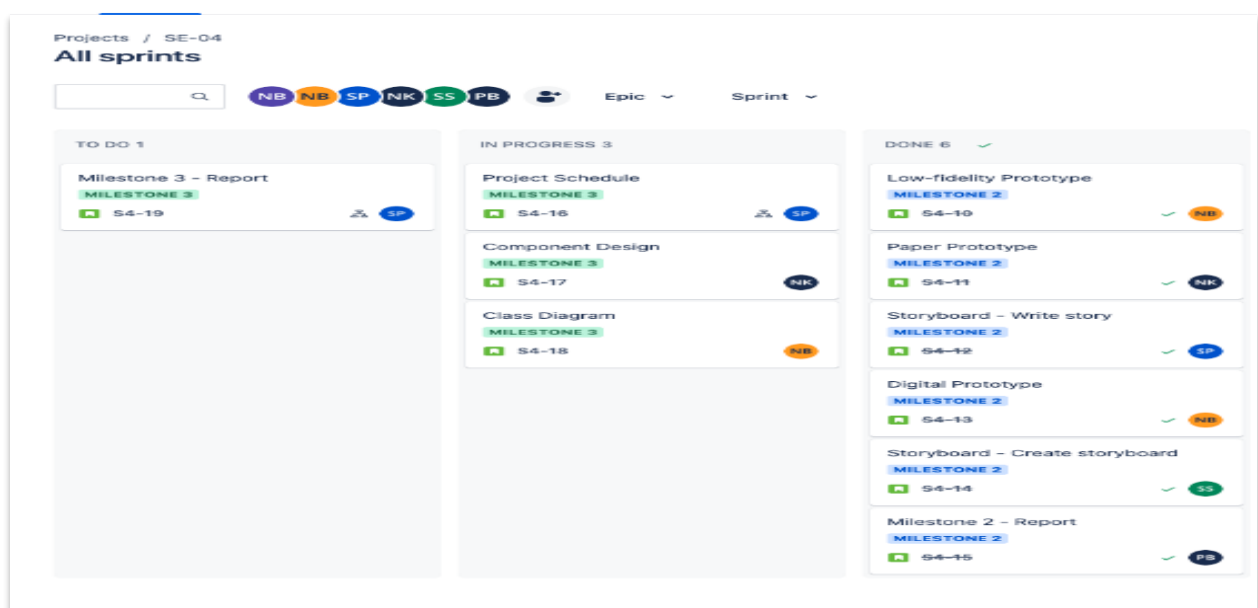 Projects / SE-04
All sprints
NB NB SP NK SS PB Epic Sprint
TO DO 1
Milestone 3 - Report
MILESTONE 3
S4-19 SP
IN PROGRESS 3
Project Schedule
MILESTONE 3
S4-16 SP
Component Design
MILESTONE 3
S4-17 NK
Class Diagram
MILESTONE 3
S4-18 NB
DONE 6
Low-fidelity Prototype
MILESTONE 2
S4-10 NB
Paper Prototype
MILESTONE 2
S4-11 NK
Storyboard - Write story
MILESTONE 2
S4-12 SP
Digital Prototype
MILESTONE 2
S4-13 NB
Storyboard - Create storyboard
MILESTONE 2
S4-14 SS
Milestone 2 - Report
MILESTONE 2
S4-15 PB